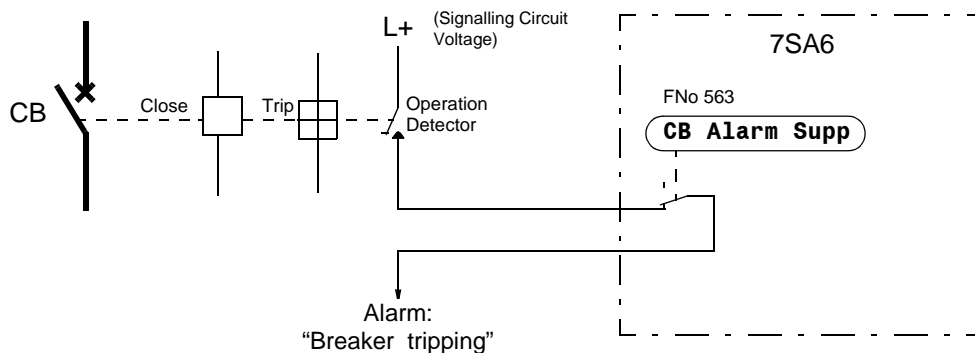 L+
(Signalling Circuit
Voltage)
7SA6
CB
Close
Trip
Operation
Detector
FNo 563
CB Alarm Supp
Alarm:
“Breaker tripping”